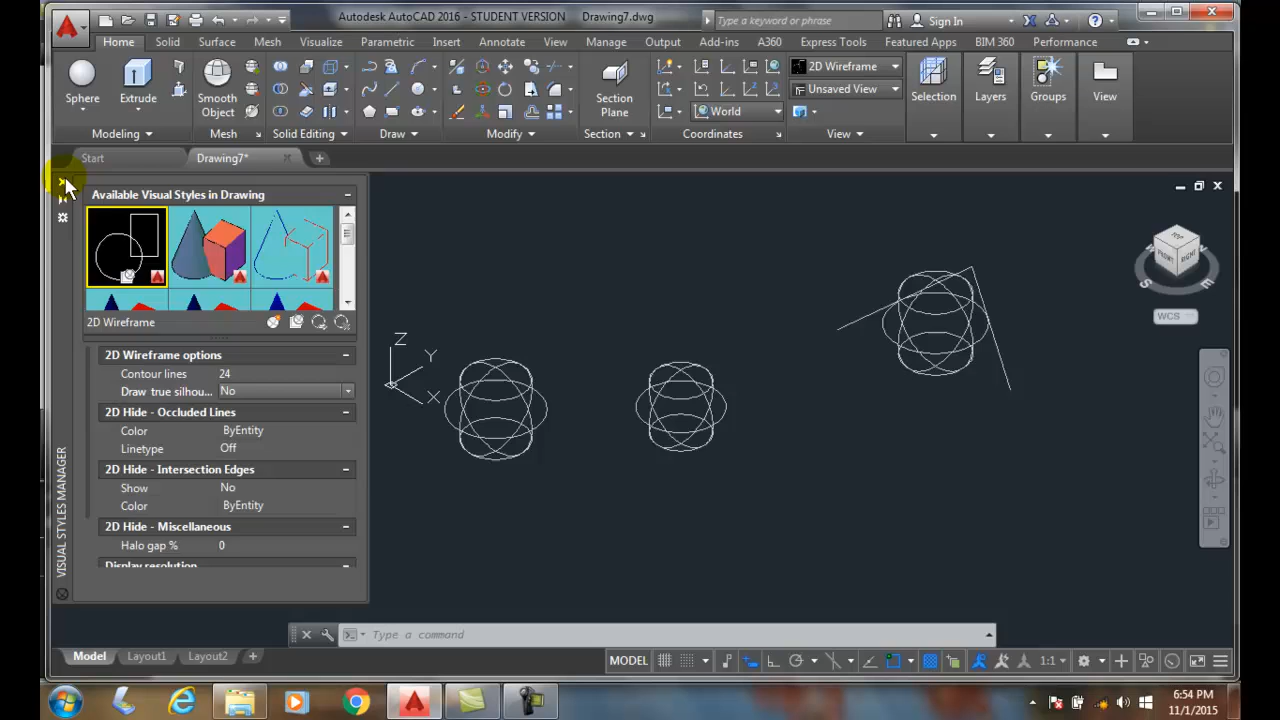 Autodesk AutoCAD 2016 - STUDENT VERSION Drawing7.dwg
Type a keyword or phrase
Sign In
Home Solid Surface Mesh Visualize Parametric Insert Annotate View Manage Output Add-ins A360 Express Tools Featured Apps BIM 360 Performance
Sphere
Extrude
Smooth
Object
Section
Plane
2D Wireframe
Unsaved View
World
Selection
Layers
Groups
View
Modeling
Mesh
Solid Editing
Draw
Modify
Section
Coordinates
View
Start
Drawing7*
Available Visual Styles in Drawing
2D Wireframe
2D Wireframe options
Contour lines 24
Draw true silhou... No
2D Hide - Occluded Lines
Color ByEntity
Linetype Off
2D Hide - Intersection Edges
Show No
Color ByEntity
2D Hide - Miscellaneous
Halo gap % 0
Display resolution
VISUAL STYLES MANAGER
Z
Y
X
TOP
FRONT
RIGHT
S
E
WCS
Type a command
Model Layout1 Layout2
MODEL
1:1
6:54 PM
11/1/2015